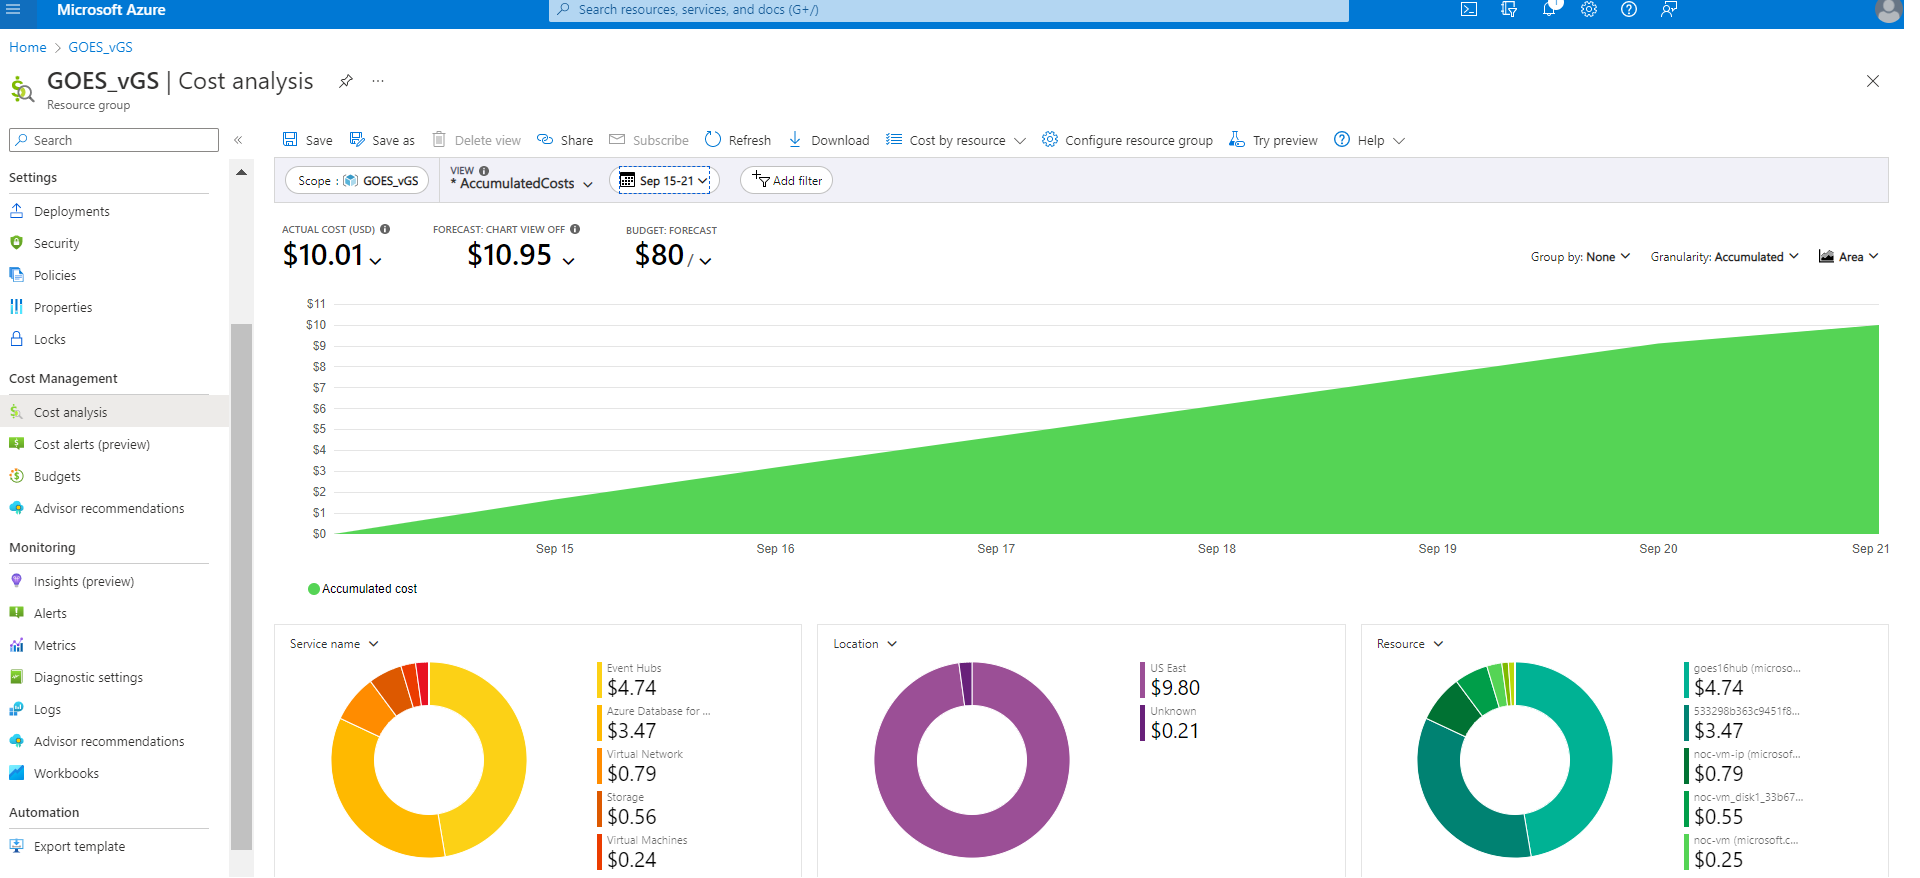 Microsoft Azure
Search resources, services, and docs (G+/)
1
Home > GOES_vGS
GOES_vGS | Cost analysis
Resource group
Search
Save Save as Delete view Share Subscribe Refresh Download Cost by resource Configure resource group Try preview Help
Settings
Deployments
Security
Policies
Properties
Locks
Cost Management
Cost analysis
Cost alerts (preview)
Budgets
Advisor recommendations
Monitoring
Insights (preview)
Alerts
Metrics
Diagnostic settings
Logs
Advisor recommendations
Workbooks
Automation
Export template
Scope : GOES_vGS
VIEW
* AccumulatedCosts
Sep 15-21
Add filter
ACTUAL COST (USD)
$10.01
FORECAST: CHART VIEW OFF
$10.95
BUDGET: FORECAST
$80 /
Group by: None
Granularity: Accumulated
Area
$11
$10
$9
$8
$7
$6
$5
$4
$3
$2
$1
$0
Sep 15 Sep 16 Sep 17 Sep 18 Sep 19 Sep 20 Sep 21
Accumulated cost
Service name
Event Hubs
$4.74
Azure Database for ...
$3.47
Virtual Network
$0.79
Storage
$0.56
Virtual Machines
$0.24
Location
US East
$9.80
Unknown
$0.21
Resource
goes16hub (microso...
$4.74
533298b363c9451f8...
$3.47
noc-vm-ip (microsof...
$0.79
noc-vm_disk1_33b67...
$0.55
noc-vm (microsoft.c...
$0.25